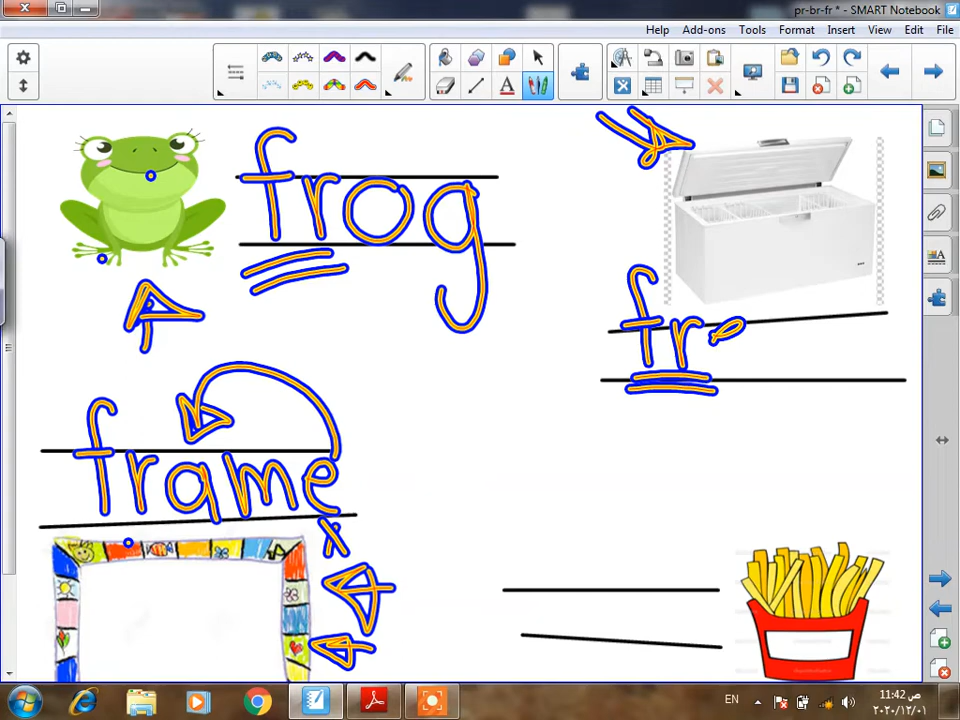 pr-br-fr * - SMART Notebook
Help Add-ons Tools Format Insert View Edit File
frog
fre
frame
EN
11:42 ص
٢٠٢٠/١٢/٠١